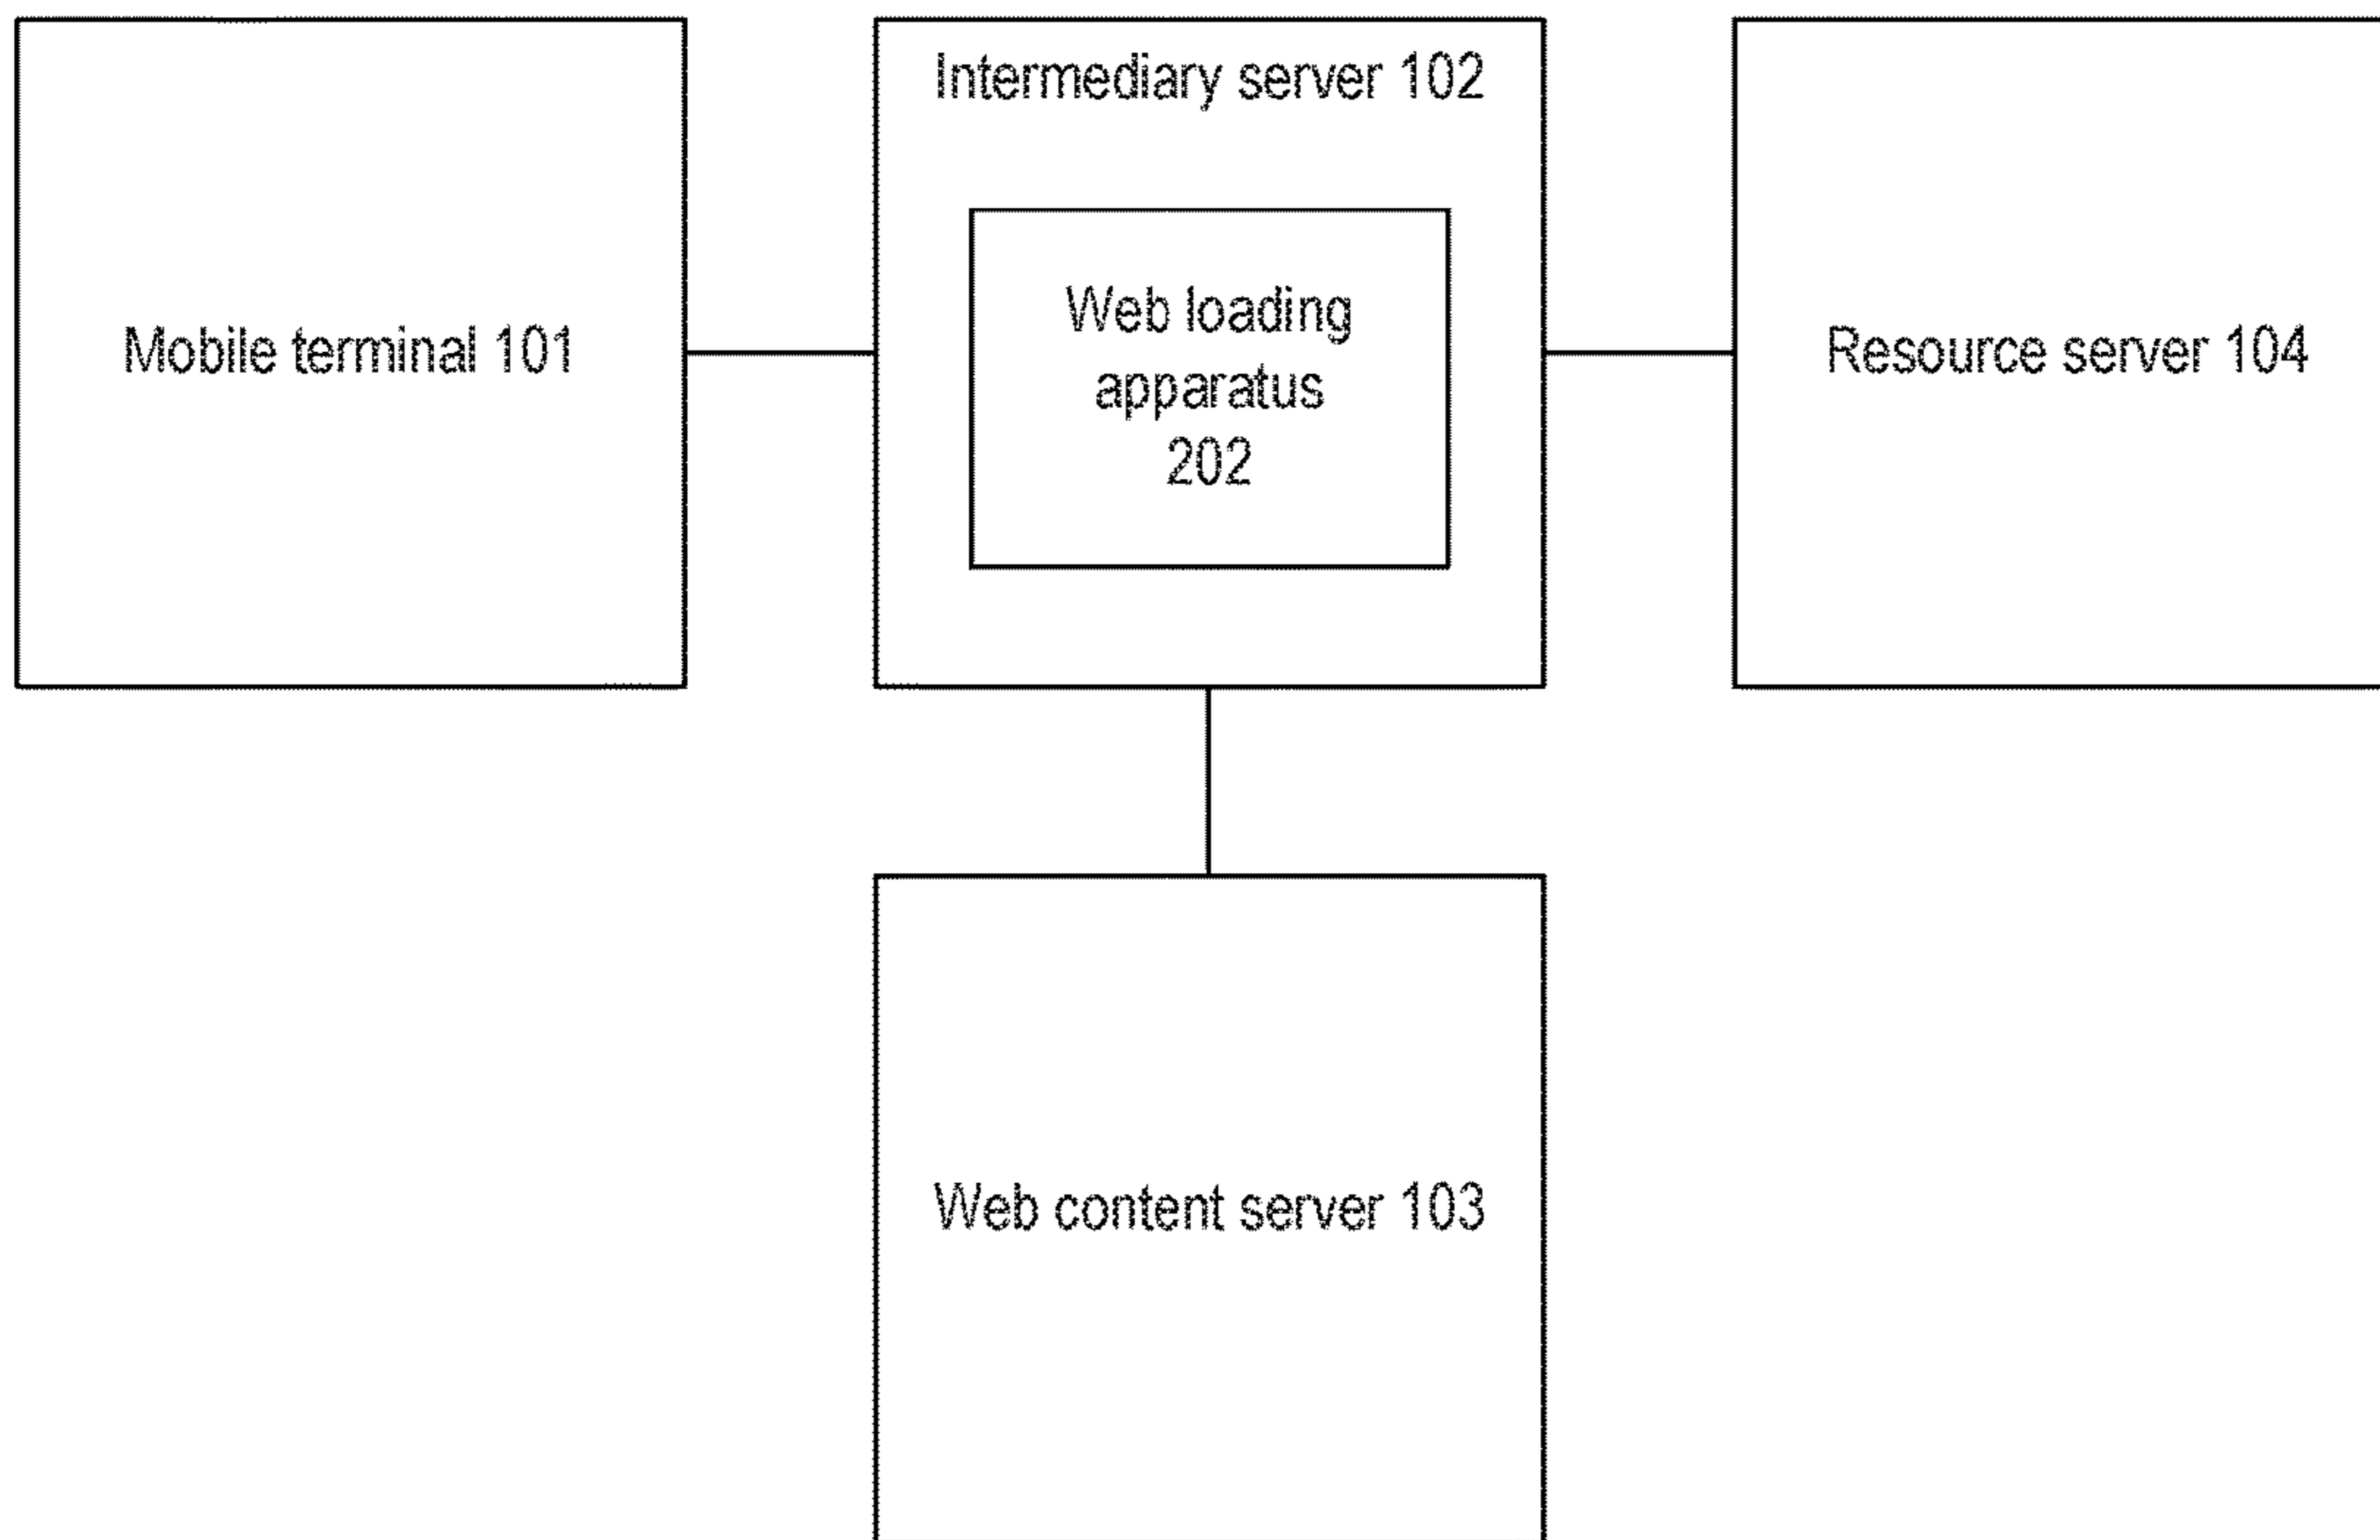 Intermediary server 102
Mobile terminal 101
Web loading
apparatus
202
Resource server 104
Web content server 103